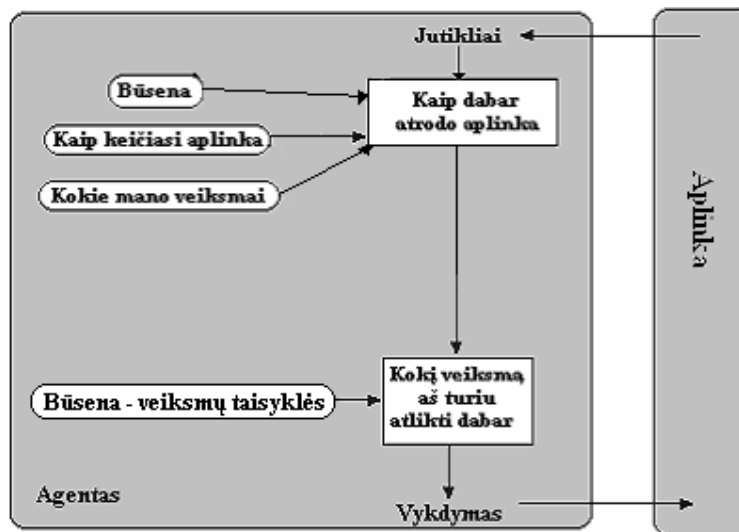 Jutikliai
Būsena
Kaip dabar
atrodo aplinka
Kaip keičiasi aplinka
Kokie mano veiksmai
Aplinka
Kokį veiksmą
aš turiu
atlikti dabar
Būsena - veiksmų taisyklės
Agentas
Vykdymas